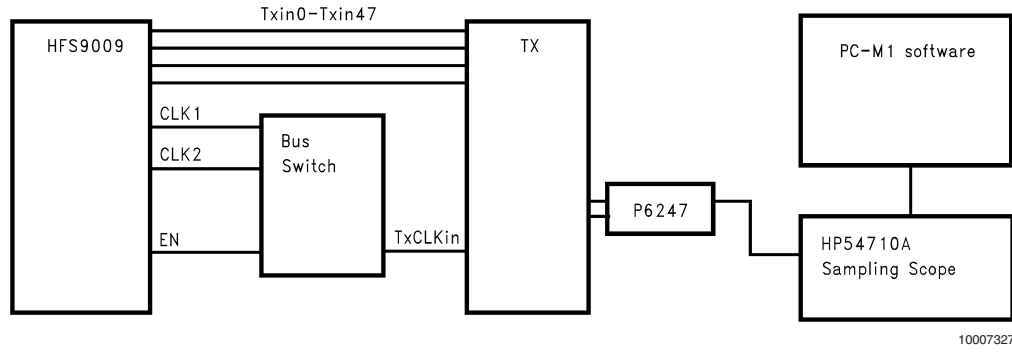 Txin0-Txin47
HFS9009
TX
PC-M1 software
CLK1
Bus
Switch
CLK2
P6247
EN
TxCLKin
HP54710A
Sampling Scope
10007327